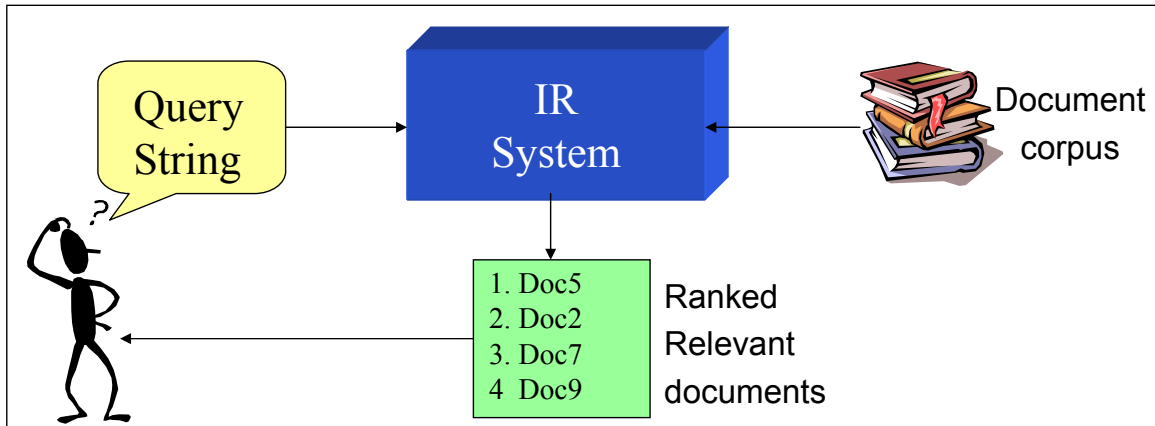 Query
String
?
IR
System
Document
corpus
1. Doc5
2. Doc2
3. Doc7
4 Doc9
Ranked
Relevant
documents